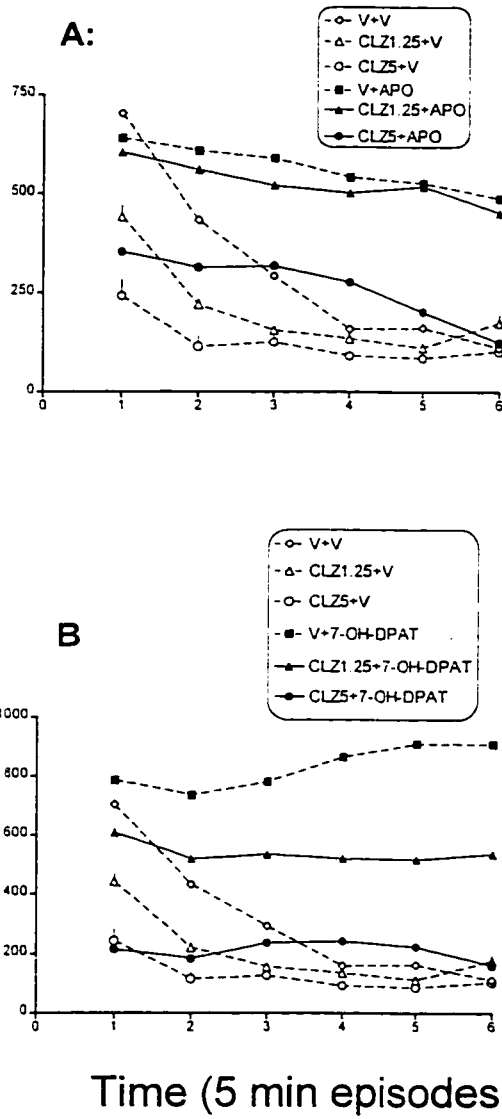 A:
V+V
CLZ1.25+V
CLZ5+V
V+APO
CLZ1.25+APO
CLZ5+APO
750
500
250
0
0 1 2 3 4 5 6
B
V+V
CLZ1.25+V
CLZ5+V
V+7-OH-DPAT
CLZ1.25+7-OH-DPAT
CLZ5+7-OH-DPAT
1000
800
600
400
200
0
0 1 2 3 4 5 6
Time (5 min episodes